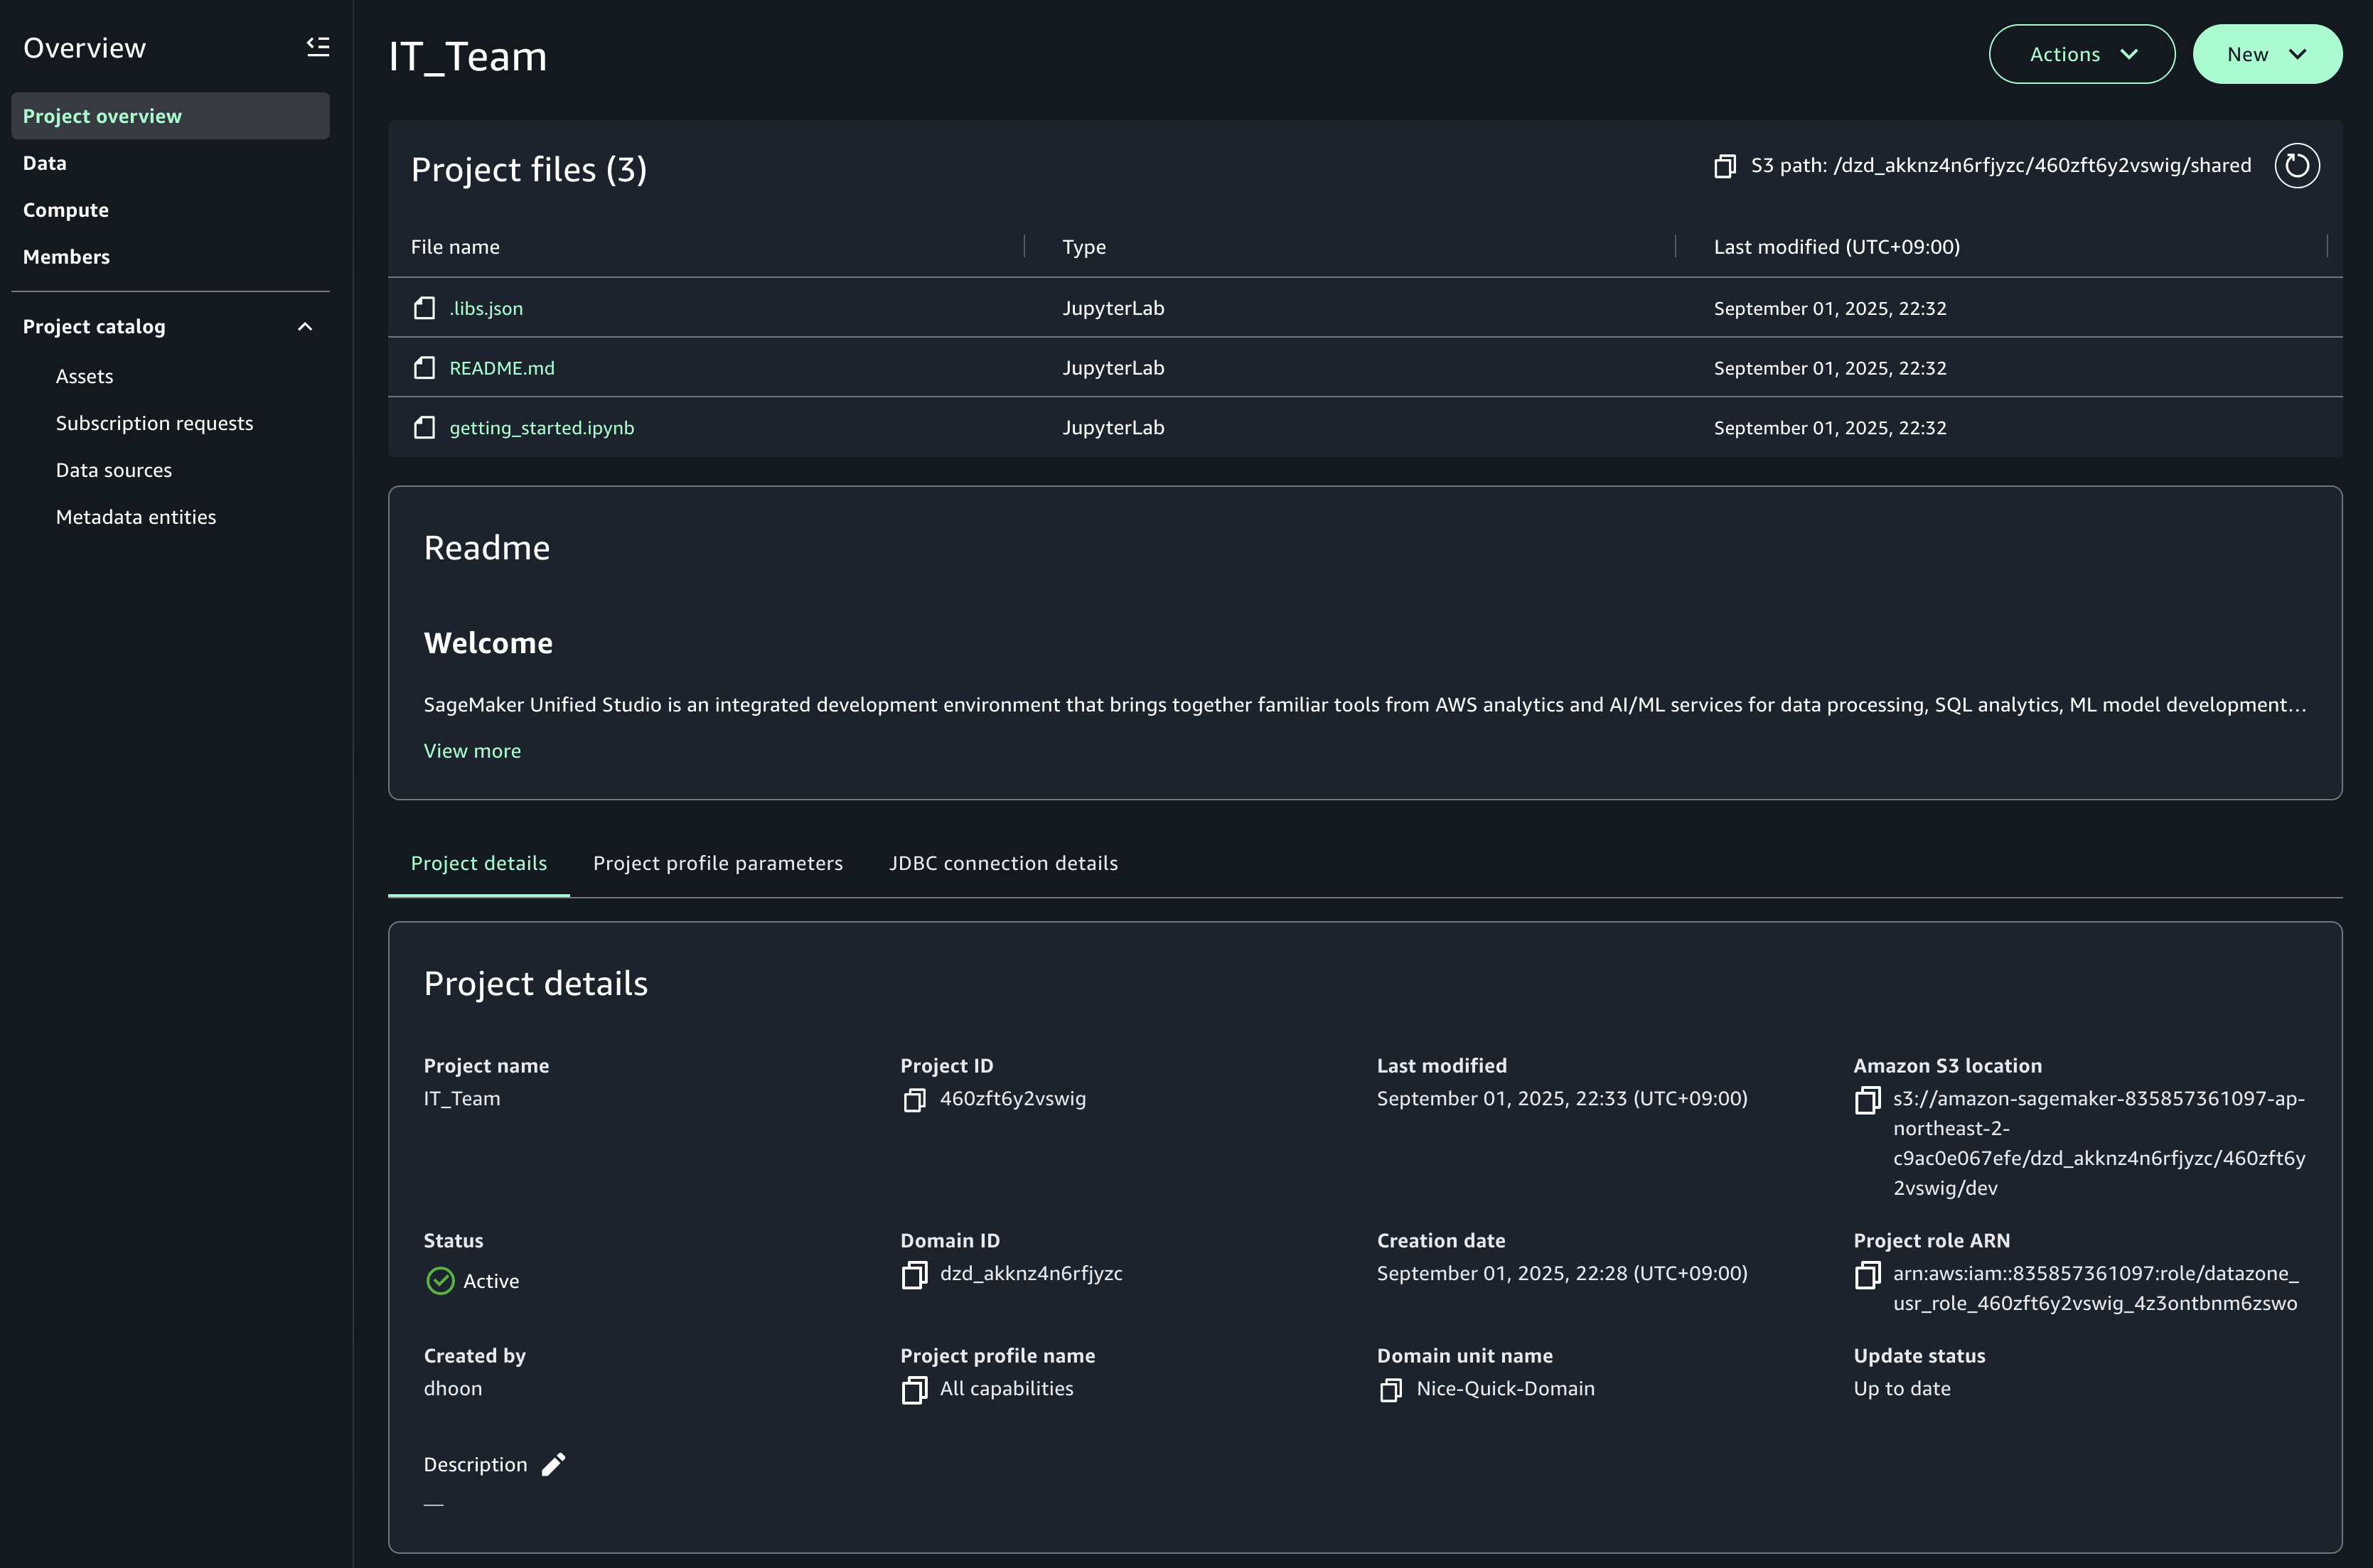 Overview
Project overview
Data
Compute
Members
Project catalog
Assets
Subscription requests
Data sources
Metadata entities
IT_Team
Actions
New
Project files (3)
S3 path: /dzd_akknz4n6rfjyzc/460zft6y2vswig/shared
File name Type Last modified (UTC+09:00)
.libs.json JupyterLab September 01, 2025, 22:32
README.md JupyterLab September 01, 2025, 22:32
getting_started.ipynb JupyterLab September 01, 2025, 22:32
Readme
Welcome
SageMaker Unified Studio is an integrated development environment that brings together familiar tools from AWS analytics and AI/ML services for data processing, SQL analytics, ML model development...
View more
Project details Project profile parameters JDBC connection details
Project details
Project name
IT_Team
Project ID
460zft6y2vswig
Last modified
September 01, 2025, 22:33 (UTC+09:00)
Amazon S3 location
s3://amazon-sagemaker-835857361097-ap-
northeast-2-
c9ac0e067efe/dzd_akknz4n6rfjyzc/460zft6y
2vswig/dev
Status
Active
Domain ID
dzd_akknz4n6rfjyzc
Creation date
September 01, 2025, 22:28 (UTC+09:00)
Project role ARN
arn:aws:iam::835857361097:role/datazone_
usr_role_460zft6y2vswig_4z3ontbnm6zswo
Created by
dhoon
Project profile name
All capabilities
Domain unit name
Nice-Quick-Domain
Update status
Up to date
Description
—